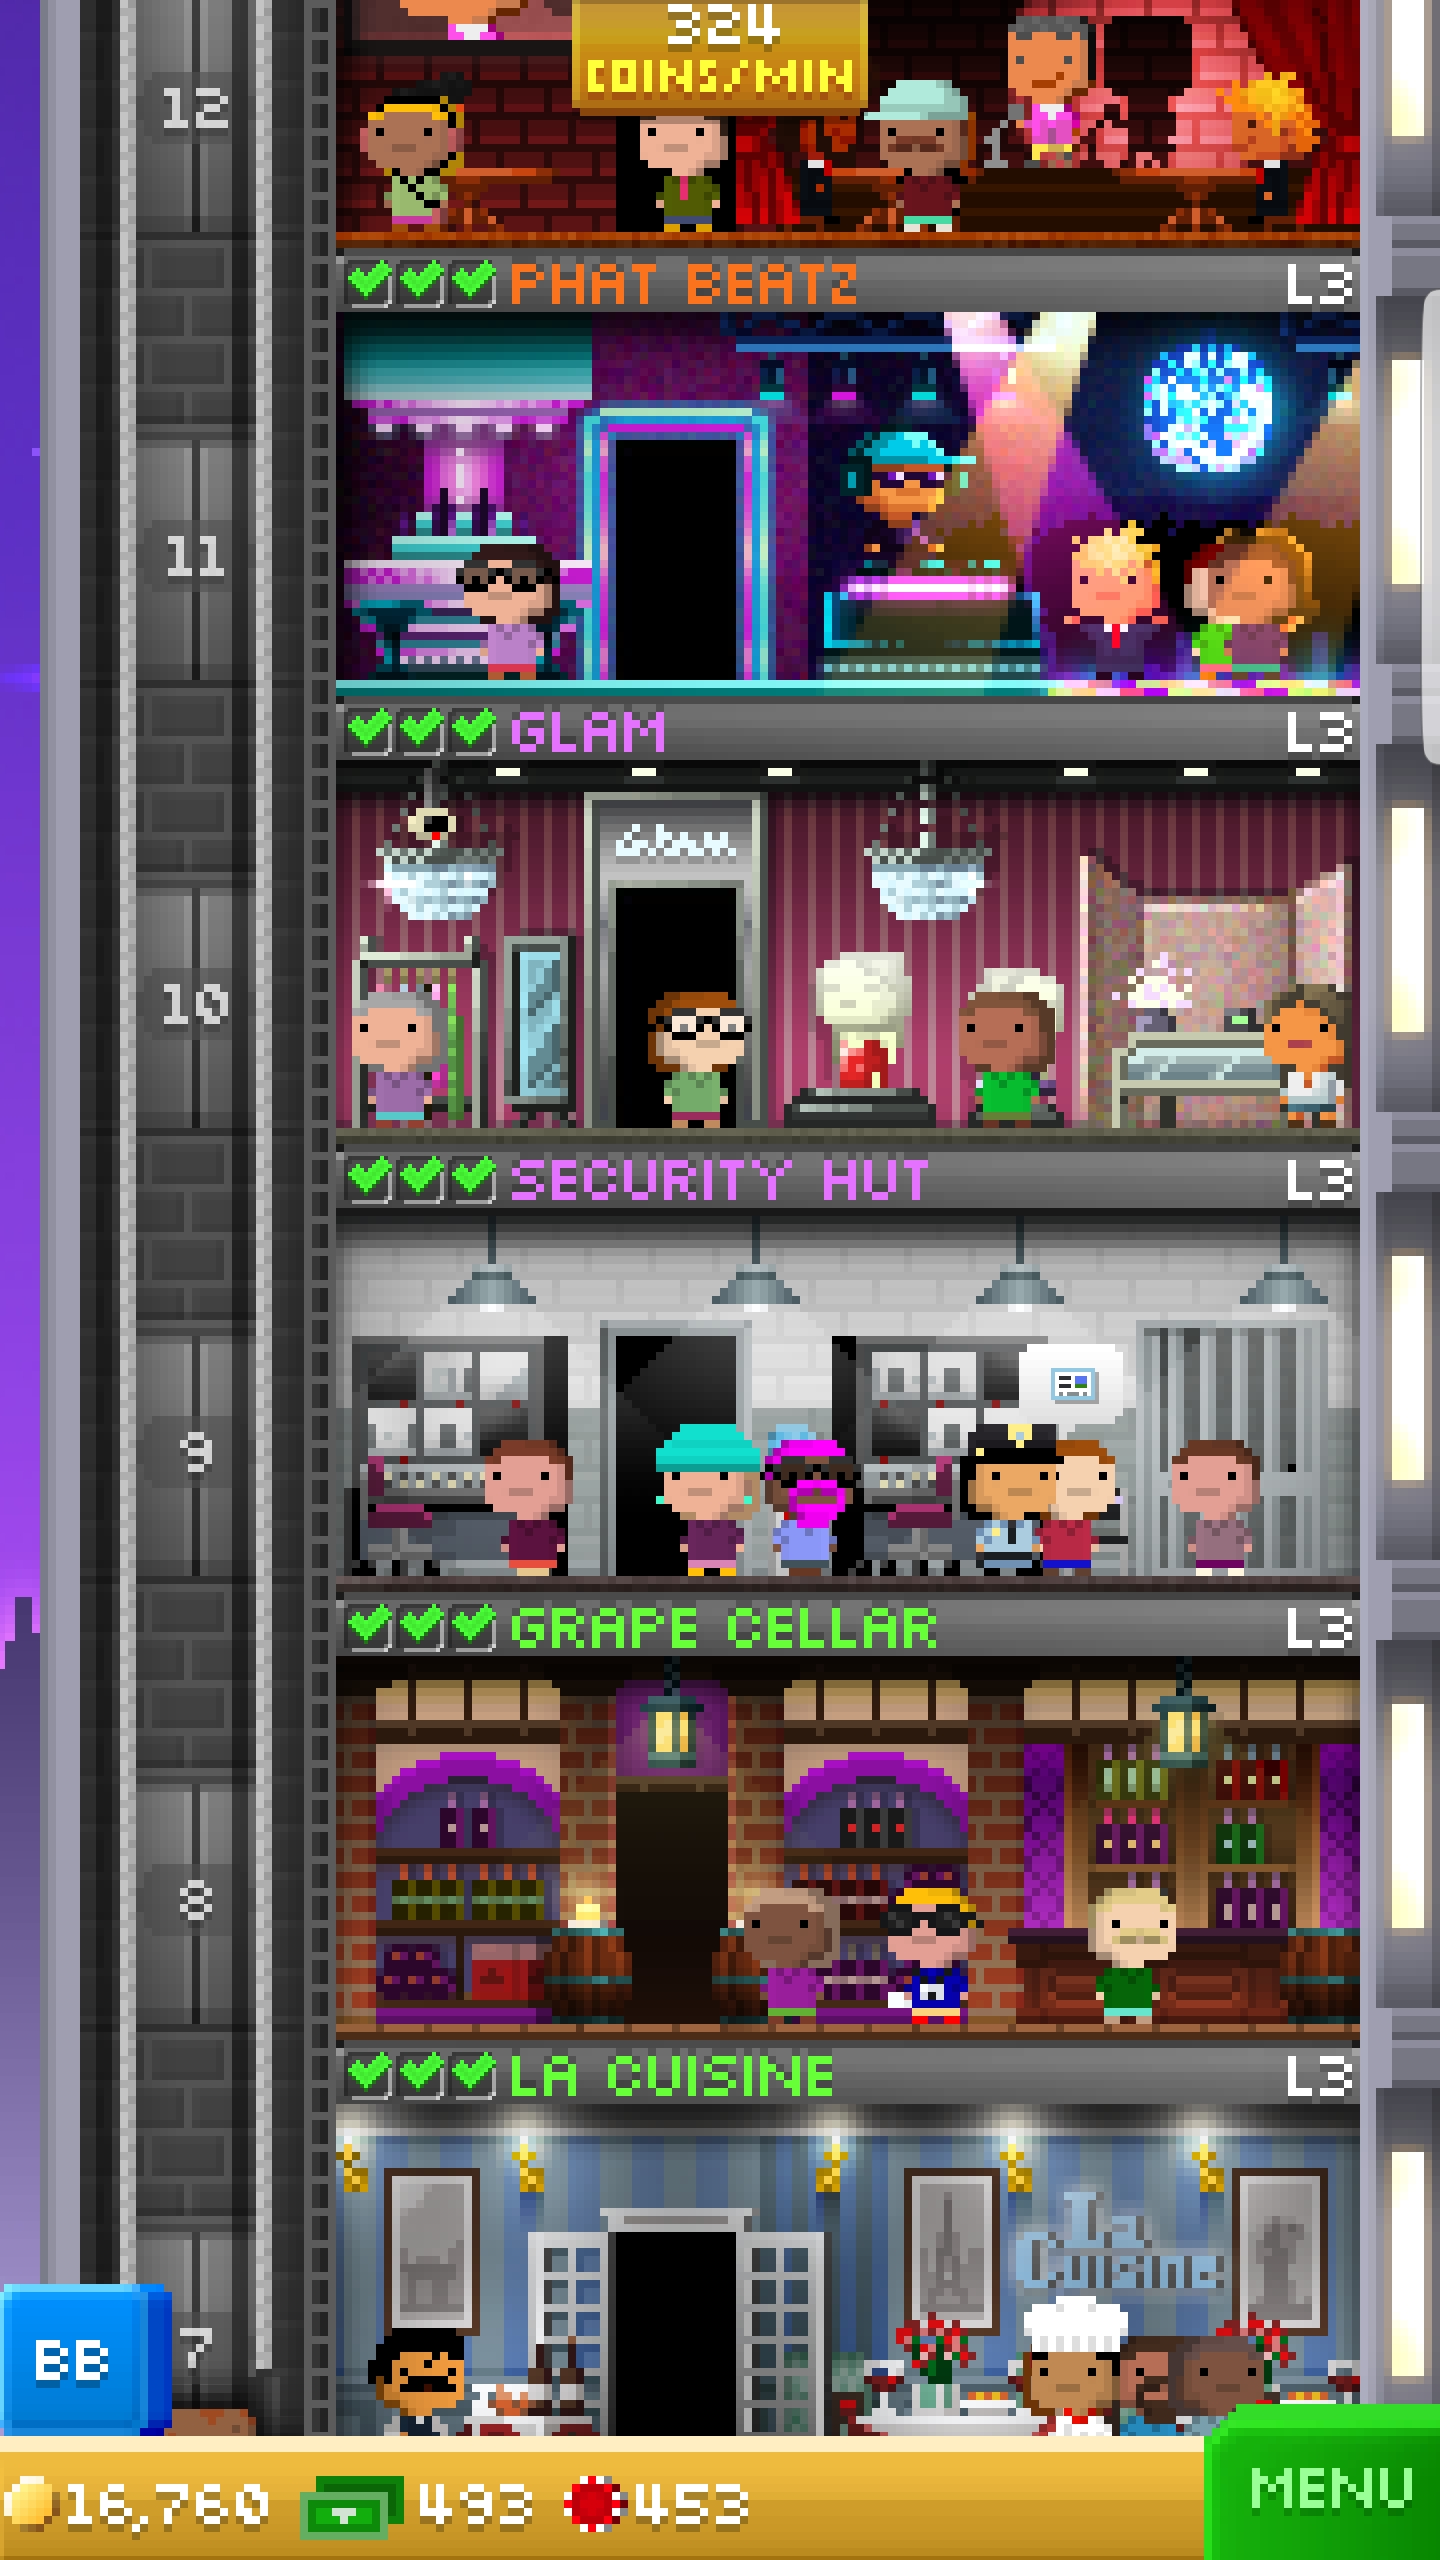 324
COINS/MIN
12
PHAT BEATZ L3
11
GLAM L3
Glam
10
SECURITY HUT L3
9
GRAPE CELLAR L3
8
LA CUISINE L3
La
Cuisine
7
BB
16,760 493 453
MENU